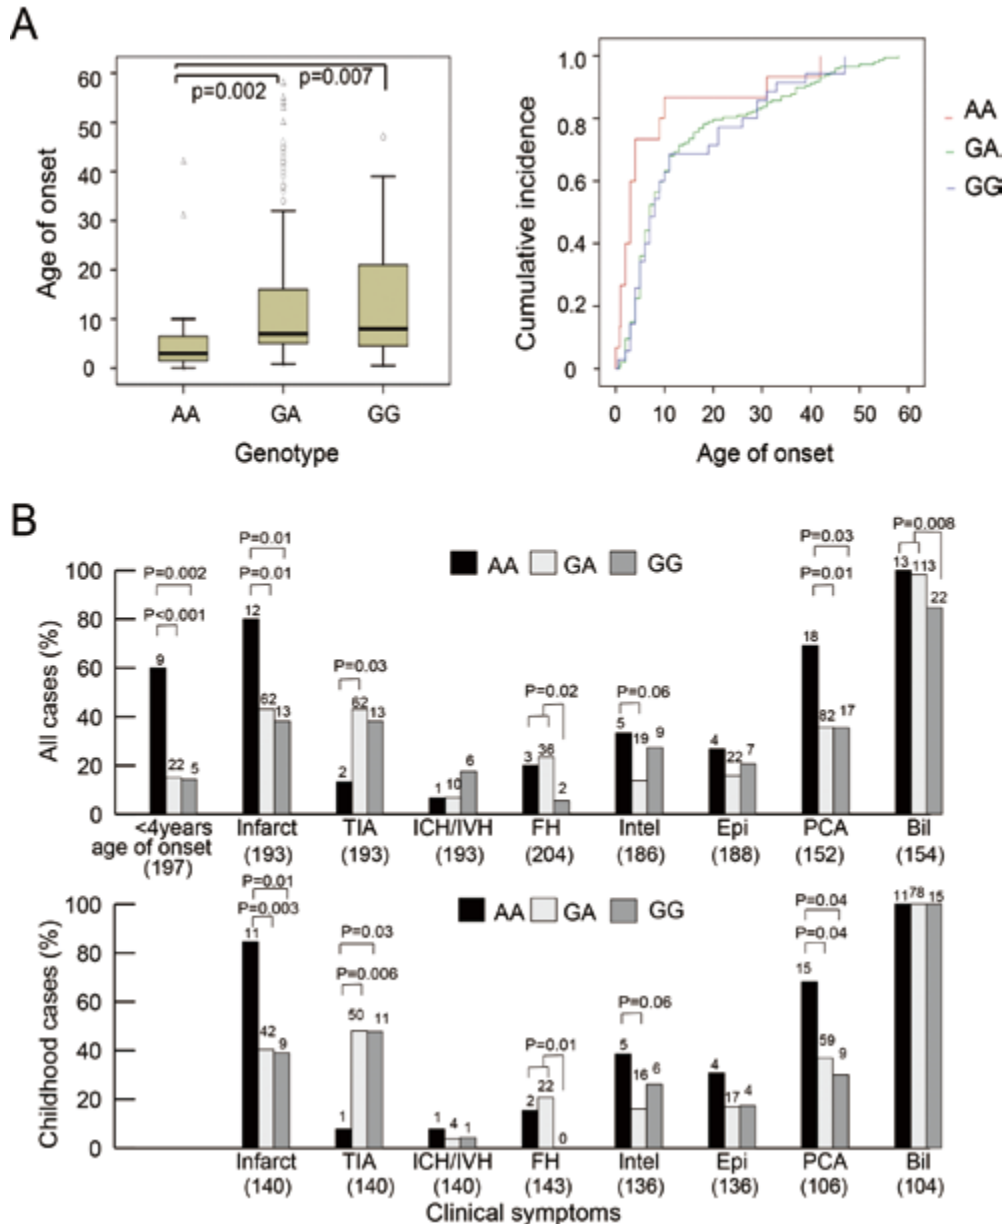 A
60
50
40
30
20
10
0
Age of onset
p=0.002
p=0.007
AA
GA
GG
Genotype
1.0
0.8
0.6
0.4
0.2
0
Cumulative incidence
0
10
20
30
40
50
60
Age of onset
AA
GA
GG
B
All cases (%)
100
80
60
40
20
0
AA GA GG
P=0.002
P<0.001
9
22
5
P=0.01
P=0.01
12
62
13
P=0.03
2
62
13
1
10
6
P=0.02
3
36
2
P=0.06
5
19
9
4
22
7
P=0.03
P=0.01
18
82
17
P=0.008
13
113
22
<4years
age of onset
(197)
Infarct
(193)
TIA
(193)
ICH/IVH
(193)
FH
(204)
Intel
(186)
Epi
(188)
PCA
(152)
Bil
(154)
Childhood cases (%)
100
80
60
40
20
0
AA GA GG
P=0.01
P=0.003
11
42
9
P=0.03
P=0.006
1
50
11
1
4
1
P=0.01
2
22
0
P=0.06
5
16
6
4
17
4
P=0.04
P=0.04
15
59
9
11
78
15
Infarct
(140)
TIA
(140)
ICH/IVH
(140)
FH
(143)
Intel
(136)
Epi
(136)
PCA
(106)
Bil
(104)
Clinical symptoms